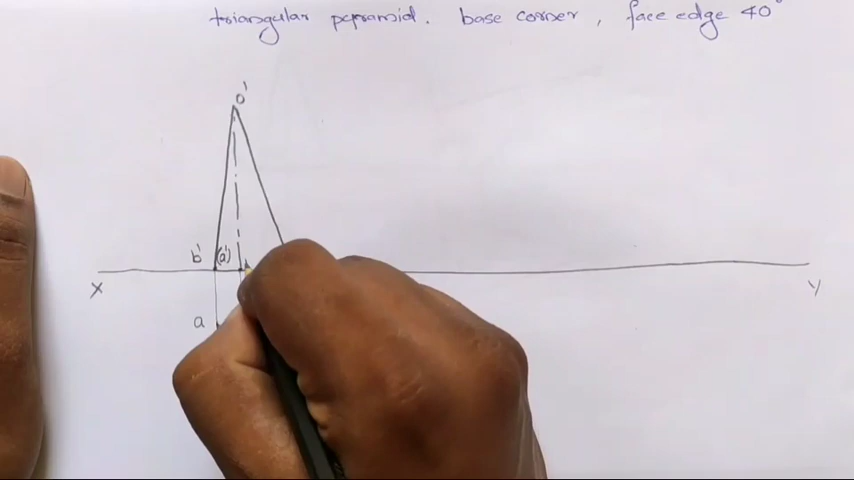 triangular pyramid. base corner, face edge 40°
o'
b' (a')
X Y
a